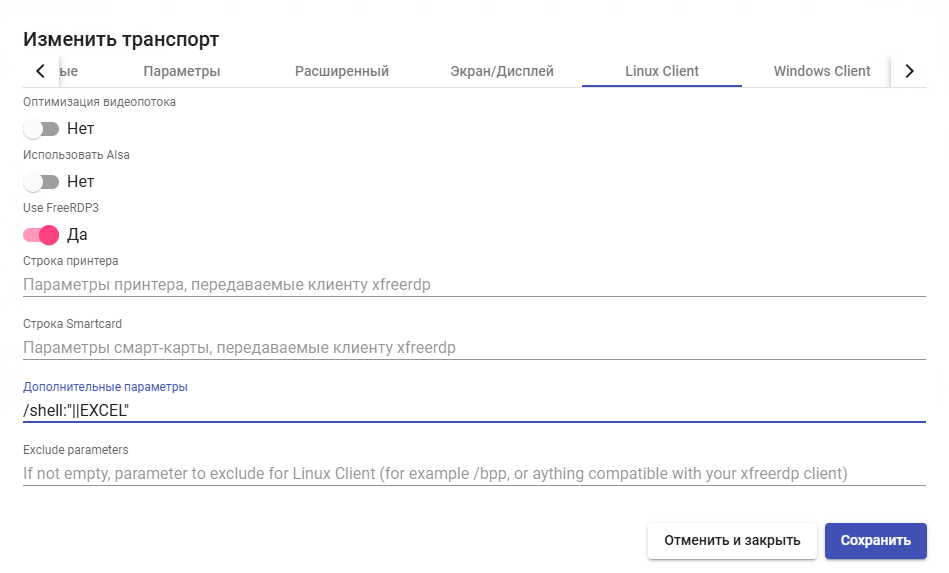 Изменить транспорт
ые Параметры Расширенный Экран/Дисплей Linux Client Windows Client
Оптимизация видеопотока
Нет
Использовать Alsa
Нет
Use FreeRDP3
Да
Строка принтера
Параметры принтера, передаваемые клиенту xfreerdp
Строка Smartcard
Параметры смарт-карты, передаваемые клиенту xfreerdp
Дополнительные параметры
/shell:"||EXCEL"
Exclude parameters
If not empty, parameter to exclude for Linux Client (for example /bpp, or aything compatible with your xfreerdp client)
Отменить и закрыть Сохранить